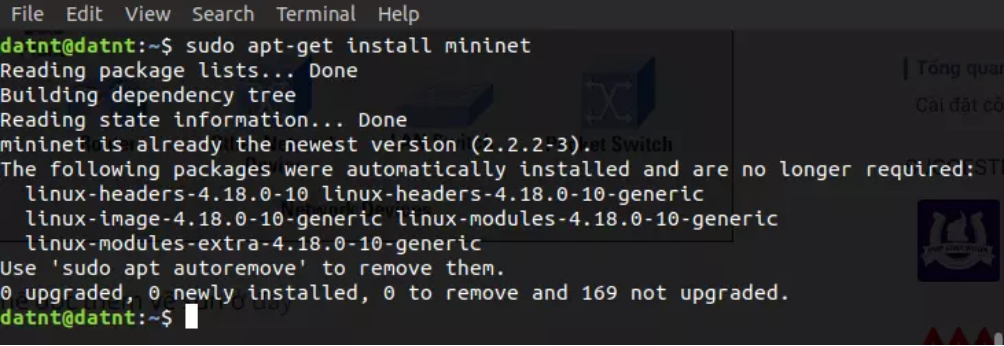 File Edit View Search Terminal Help
datnt@datnt:~$ sudo apt-get install mininet
Reading package lists... Done
Building dependency tree
Reading state information... Done
mininet is already the newest version (2.2.2-3).
The following packages were automatically installed and are no longer required:
linux-headers-4.18.0-10 linux-headers-4.18.0-10-generic
linux-image-4.18.0-10-generic linux-modules-4.18.0-10-generic
linux-modules-extra-4.18.0-10-generic
Use 'sudo apt autoremove' to remove them.
0 upgraded, 0 newly installed, 0 to remove and 169 not upgraded.
datnt@datnt:~$
Tổng quan
Cài đặt
Switch